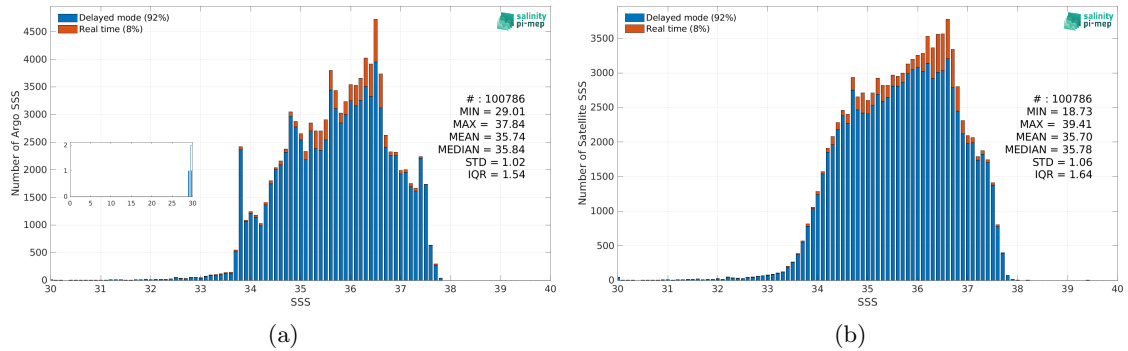 Delayed mode (92%)
Real time (8%)
salinity
pi-mep
4500
4000
3500
3000
2500
2000
1500
1000
500
0
Number of Argo SSS
# : 100786
MIN = 29.01
MAX = 37.84
MEAN = 35.74
MEDIAN = 35.84
STD = 1.02
IQR = 1.54
2
1
0
0 5 10 15 20 25 30
30 32 34 36 38 40
SSS
(a)
Delayed mode (92%)
Real time (8%)
salinity
pi-mep
3500
3000
2500
2000
1500
1000
500
0
Number of Satellite SSS
# : 100786
MIN = 18.73
MAX = 39.41
MEAN = 35.70
MEDIAN = 35.78
STD = 1.06
IQR = 1.64
30 31 32 33 34 35 36 37 38 39 40
SSS
(b)